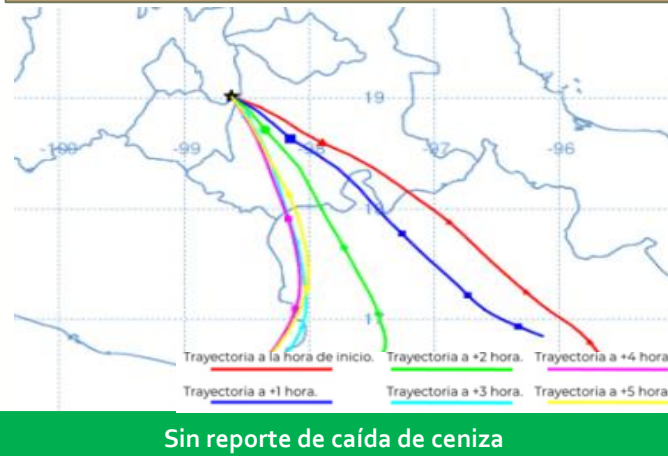 19
-100 -99 -98 -97 -96
18
17
Trayectoria a la hora de inicio. Trayectoria a +2 hora. Trayectoria a +4 hora
Trayectoria a +1 hora. Trayectoria a +3 hora. Trayectoria a +5 hora
Sin reporte de caída de ceniza